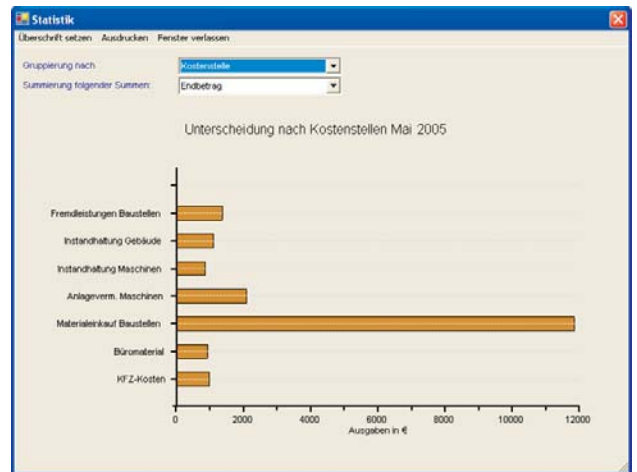 Statistik
Überschrift setzen Ausdrucken Fenster verlassen
Gruppierung nach
Kostenstelle
Summierung folgender Summen:
Endbetrag
Unterscheidung nach Kostenstellen Mai 2005
Fremdleistungen Baustellen
Instandhaltung Gebäude
Instandhaltung Maschinen
Anlageverm. Maschinen
Materialeinkauf Baustellen
Büromaterial
KFZ-Kosten
0 2000 4000 6000 8000 10000 12000
Ausgaben in €